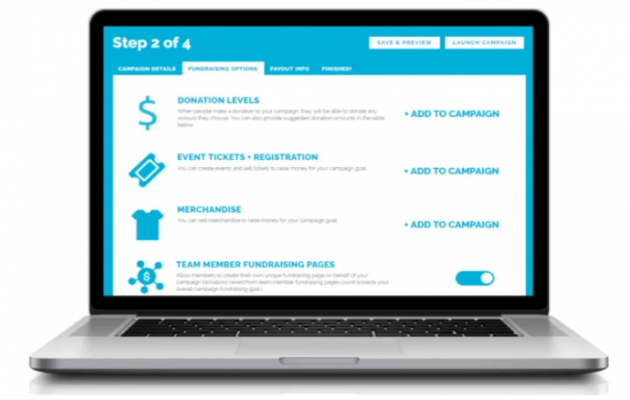 Step 2 of 4
SAVE & PREVIEW
LAUNCH CAMPAIGN
CAMPAIGN DETAILS
FUNDRAISING OPTIONS
PAYOUT INFO
FINISHED!
DONATION LEVELS
When people make a donation to your campaign, they will be able to donate any
amount they choose. You can also provide suggested donation amounts in the table
below.
+ ADD TO CAMPAIGN
EVENT TICKETS + REGISTRATION
You can create events and sell tickets to raise money for your campaign goal.
+ ADD TO CAMPAIGN
MERCHANDISE
You can sell merchandise to raise money for your campaign goal.
+ ADD TO CAMPAIGN
TEAM MEMBER FUNDRAISING PAGES
Allow members to create their own unique fundraising page on behalf of your
campaign (donations raised from team member fundraising pages count towards your
overall campaign fundraising goal).